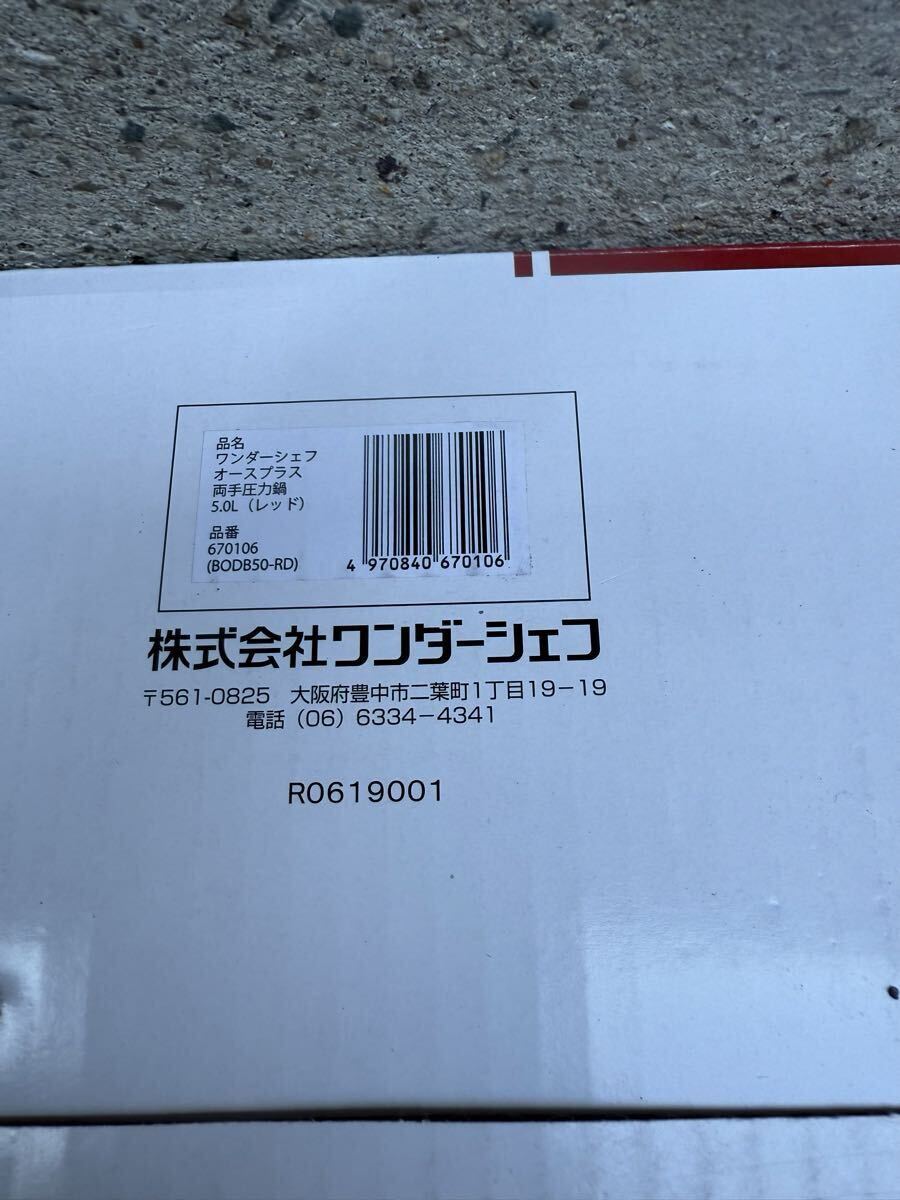 品名
ワンダーシェフ
オースプラス
両手圧力鍋
5.0L（レッド）
品番
670106
(BODB50-RD)
4 970840 670106
株式会社ワンダーシェフ
〒561-0825 大阪府豊中市二葉町1丁目19-19
電話（06）6334-4341
R0619001